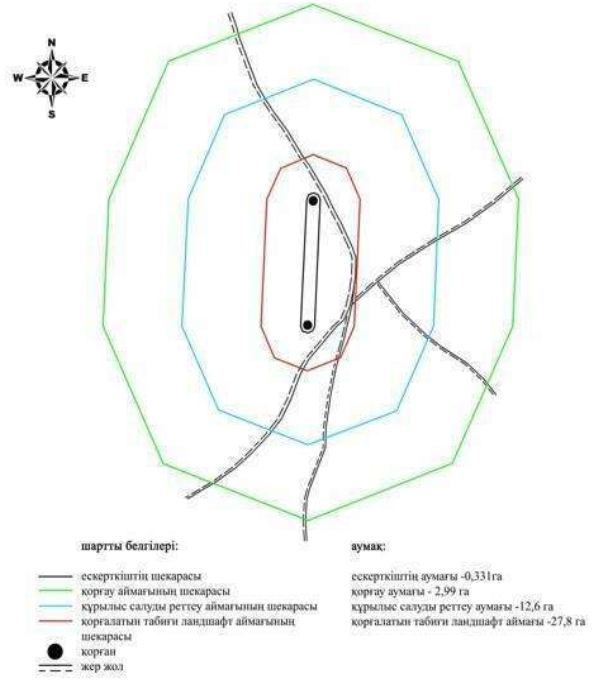 N
W E
S
шартты белгілері:
аумақ:
ескерткіштің шекарасы
қорғау аймағының шекарасы
құрылыс салуды реттеу аймағының шекарасы
қорғалатын табиғи ландшафт аймағының
шекарасы
қорған
жер жол
ескерткіштің аумағы -0,331га
қорғау аумағы - 2,99 га
құрылыс салуды реттеу аумағы -12,6 га
қорғалатын табиғи ландшафт аймағы -27,8 га